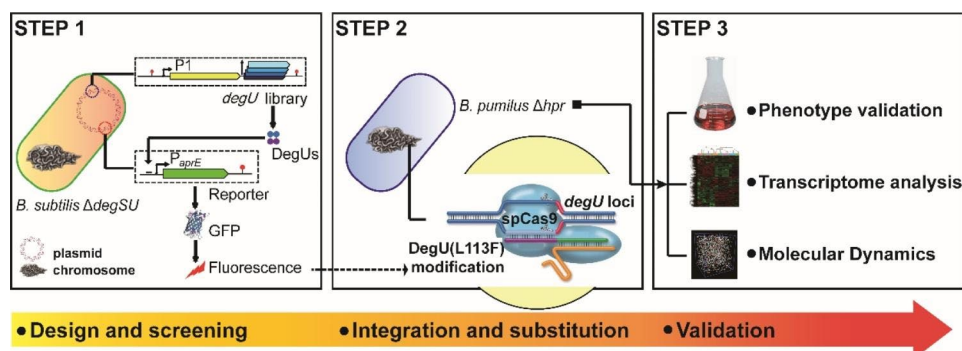 STEP 1
P1
degU library
DegUs
PaprE
Reporter
B. subtilis ΔdegSU
GFP
plasmid
chromosome
Fluorescence
STEP 2
B. pumilus Δhpr
degU loci
spCas9
DegU(L113F)
modification
STEP 3
●Phenotype validation
●Transcriptome analysis
●Molecular Dynamics
●Design and screening
●Integration and substitution
●Validation